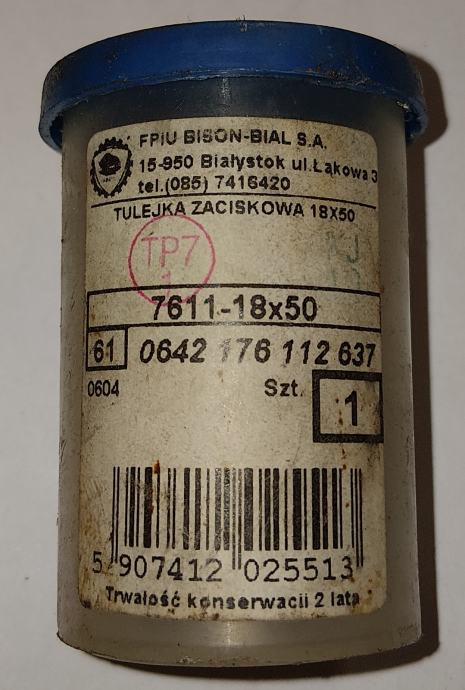 FPiU BISON-BIAL S.A.
15-950 Białystok ul.Łąkowa 3
tel.(085) 7416420
TULEJKA ZACISKOWA 18X50
TP7
1
7611-18x50
61 0642 176 112 637
0604 Szt. 1
5 907412 025513
Trwałość konserwacji 2 lata